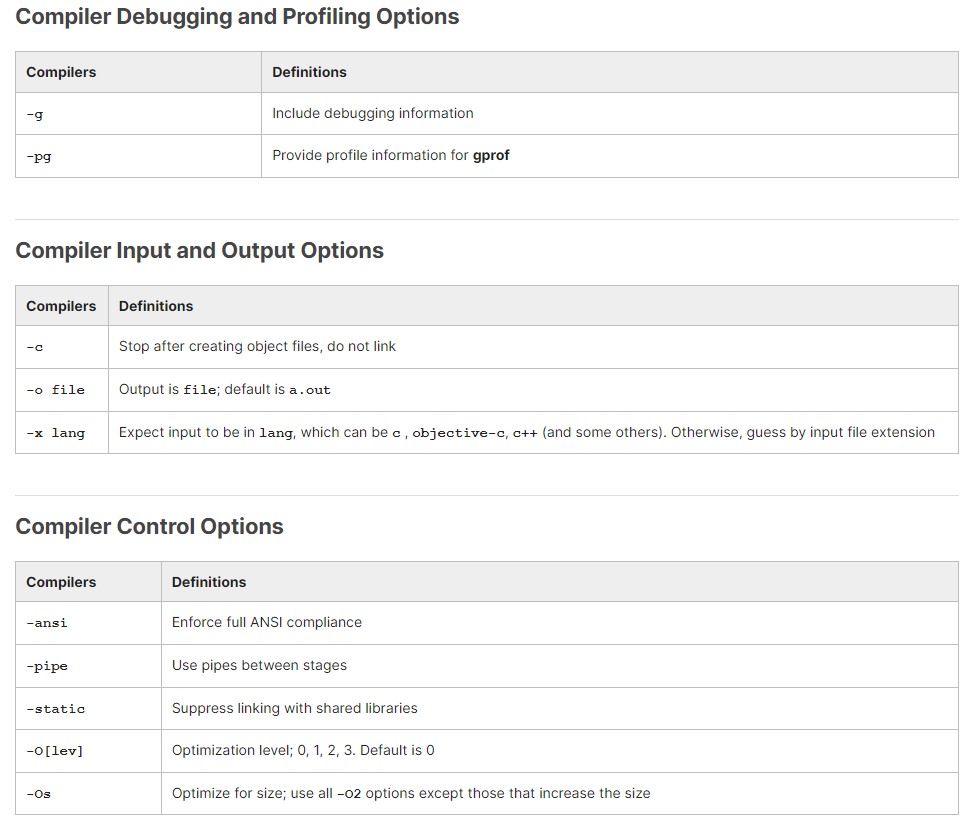 Compiler Debugging and Profiling Options
Compilers Definitions
-g Include debugging information
-pg Provide profile information for gprof
Compiler Input and Output Options
Compilers Definitions
-c Stop after creating object files, do not link
-o file Output is file; default is a.out
-x lang Expect input to be in lang, which can be c , objective-c, c++ (and some others). Otherwise, guess by input file extension
Compiler Control Options
Compilers Definitions
-ansi Enforce full ANSI compliance
-pipe Use pipes between stages
-static Suppress linking with shared libraries
-O[lev] Optimization level; 0, 1, 2, 3. Default is 0
-Os Optimize for size; use all -O2 options except those that increase the size